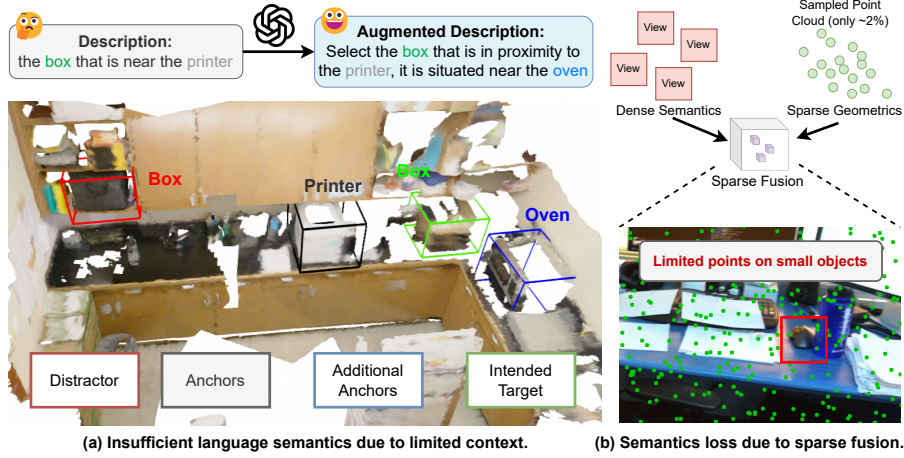 Description:
the box that is near the printer
Augmented Description:
Select the box that is in proximity to
the printer, it is situated near the oven
Box
Printer
Box
Oven
Distractor
Anchors
Additional
Anchors
Intended
Target
(a) Insufficient language semantics due to limited context.
View
View
View
View
Dense Semantics
Sampled Point
Cloud (only ~2%)
Sparse Geometrics
Sparse Fusion
Limited points on small objects
(b) Semantics loss due to sparse fusion.